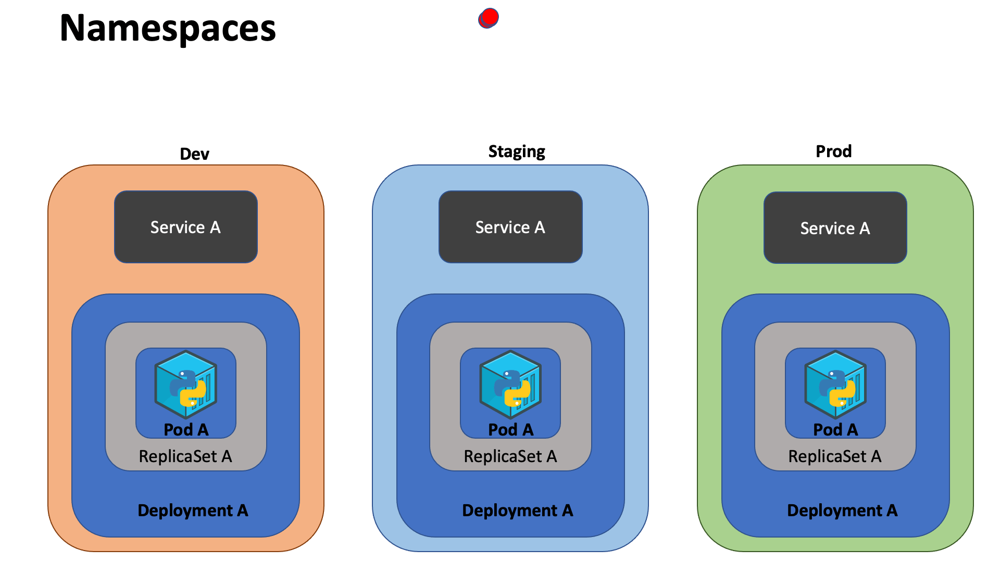 Namespaces
Dev
Staging
Prod
Service A
Service A
Service A
Pod A
Pod A
Pod A
ReplicaSet A
ReplicaSet A
ReplicaSet A
Deployment A
Deployment A
Deployment A